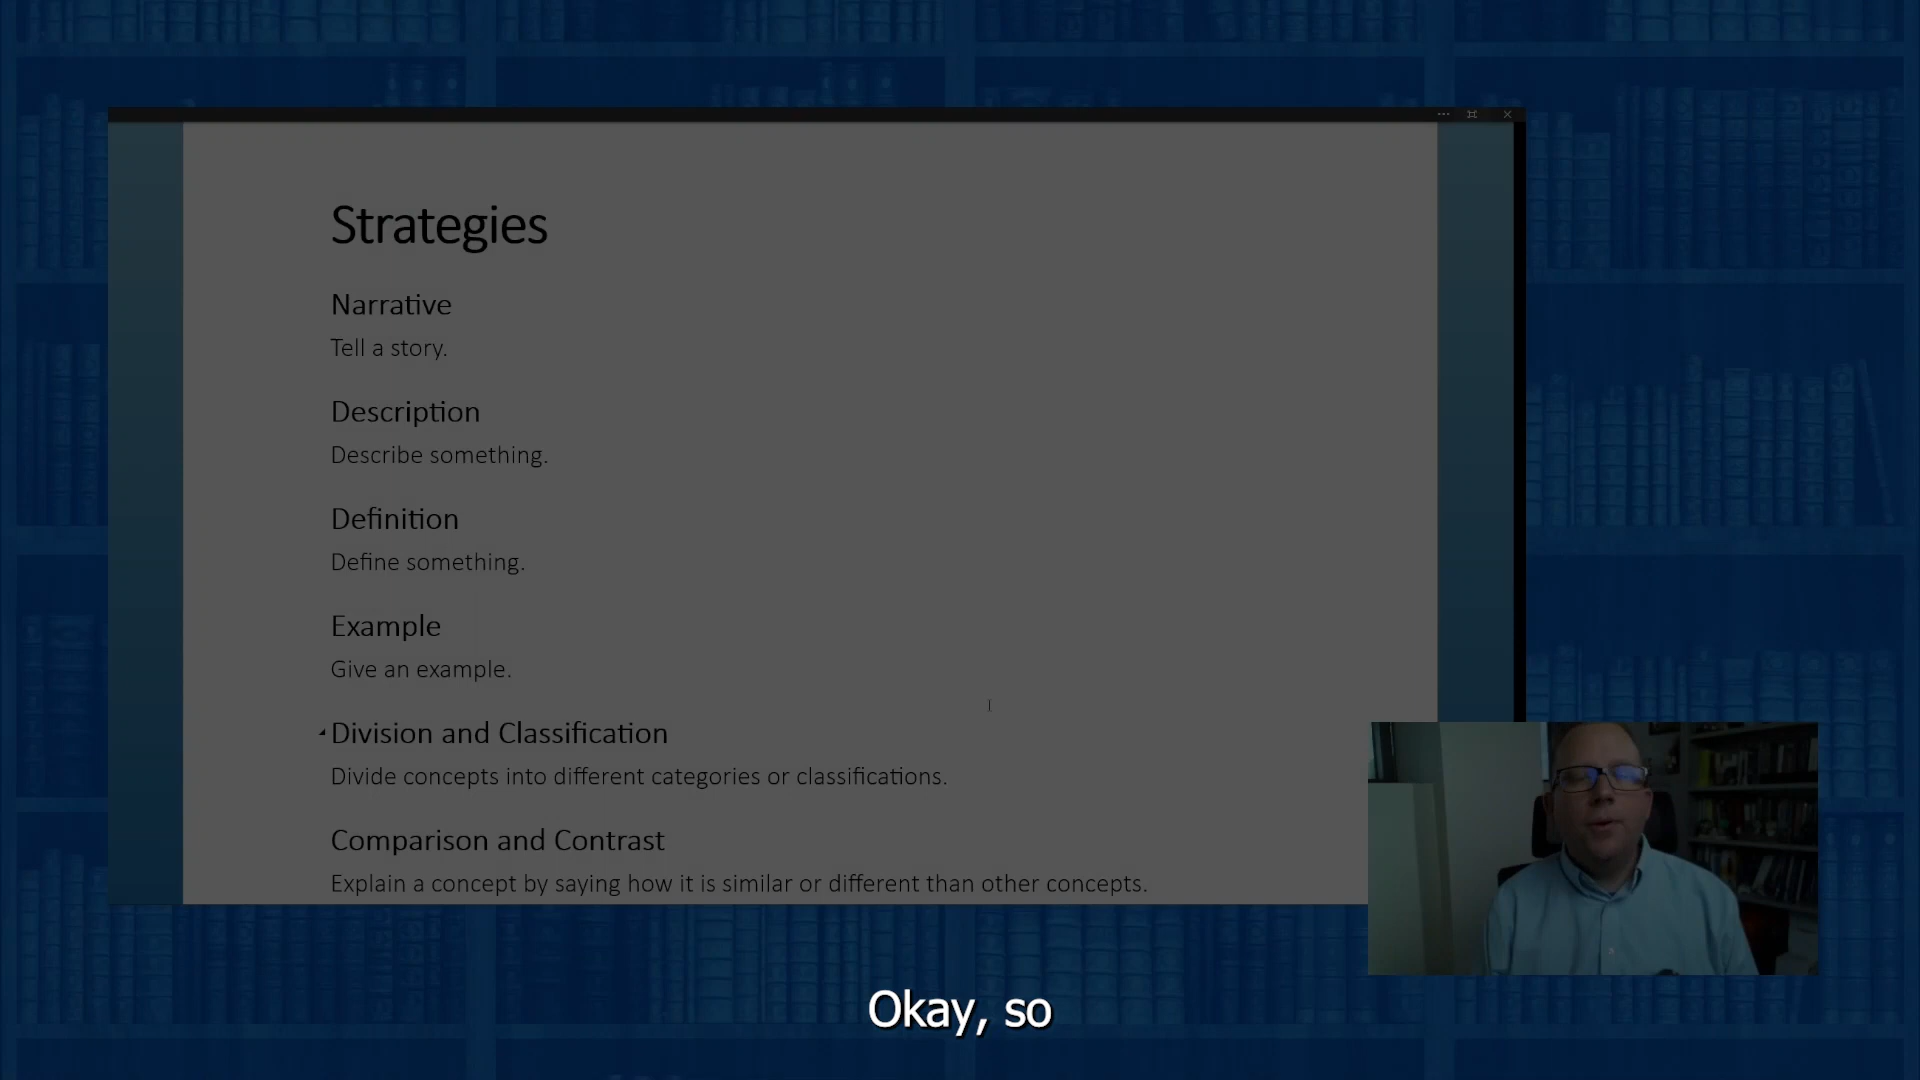 Strategies
Narrative
Tell a story.
Description
Describe something.
Definition
Define something.
Example
Give an example.
Division and Classification
Divide concepts into different categories or classifications.
Comparison and Contrast
Explain a concept by saying how it is similar or different than other concepts.
Okay, so